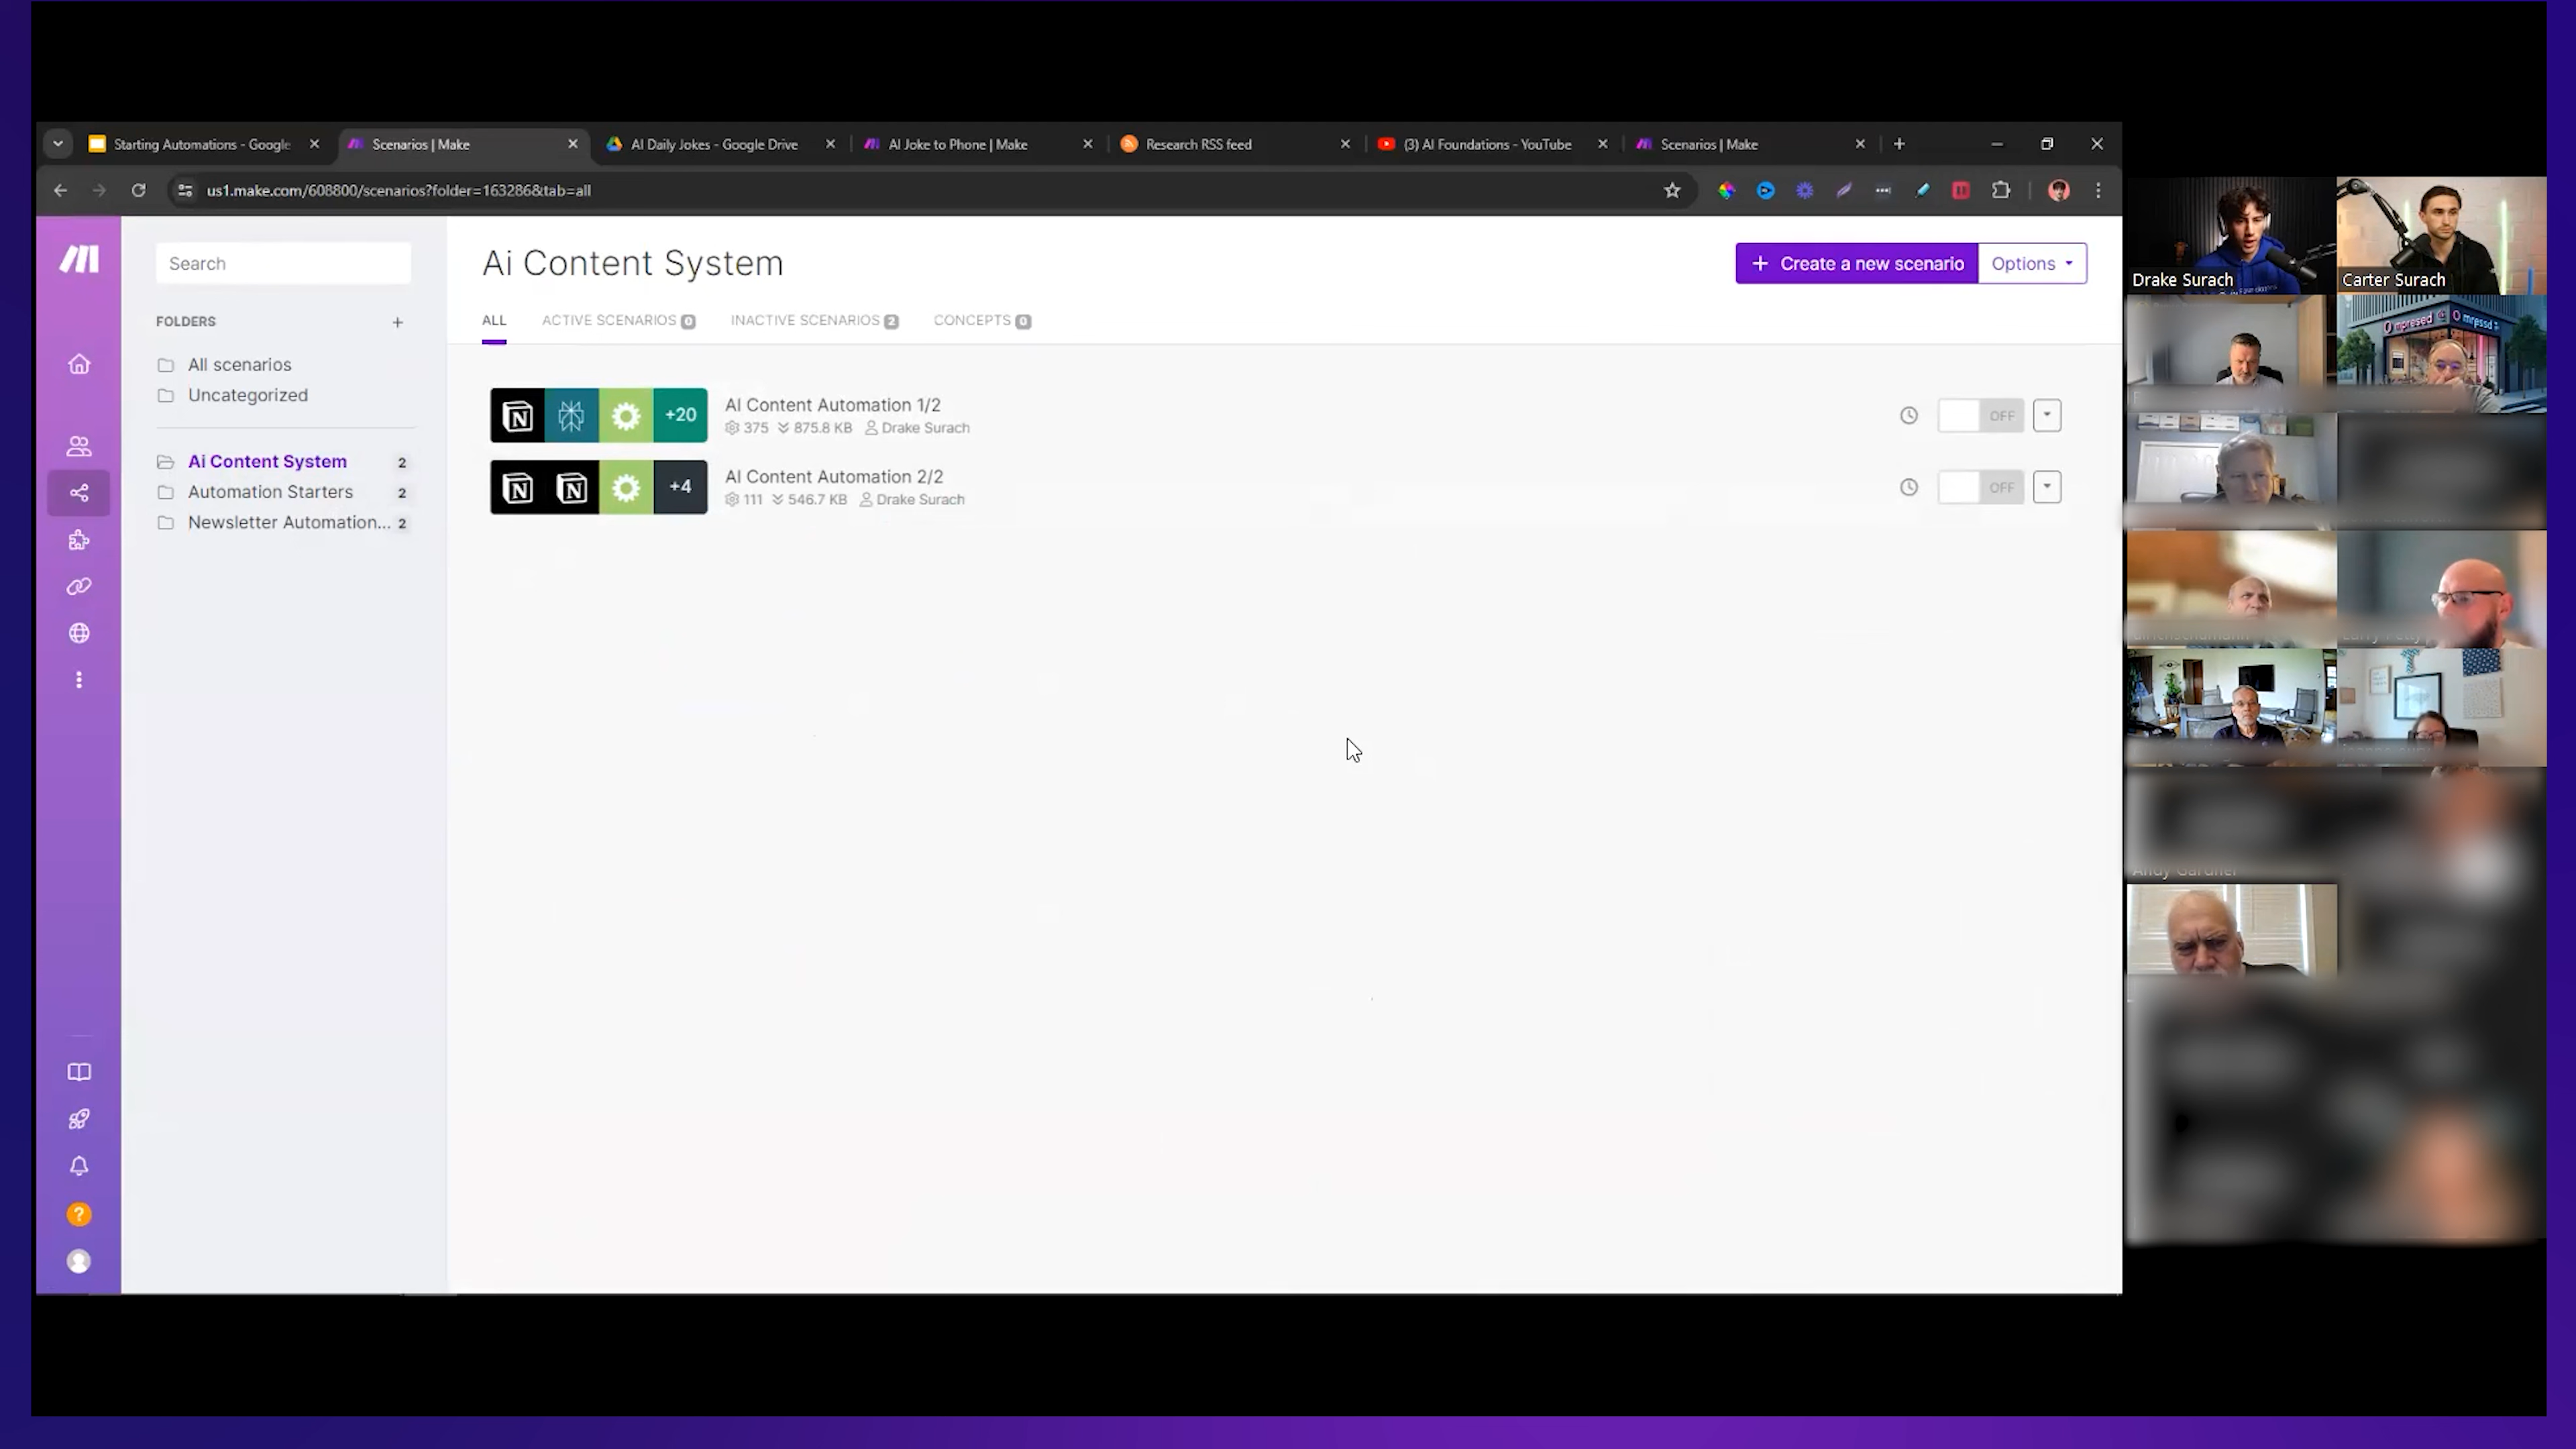 Starting Automations - Google
Scenarios | Make
AI Daily Jokes - Google Drive
AI Joke to Phone | Make
Research RSS feed
(3) AI Foundations - YouTube
Scenarios | Make
us1.make.com/608800/scenarios?folder=163286&tab=all
Search
FOLDERS
All scenarios
Uncategorized
Ai Content System 2
Automation Starters 2
Newsletter Automation... 2
Ai Content System
+ Create a new scenario
Options
ALL
ACTIVE SCENARIOS 0
INACTIVE SCENARIOS 2
CONCEPTS 0
+20
AI Content Automation 1/2
375 875.8 KB Drake Surach
OFF
+4
AI Content Automation 2/2
111 546.7 KB Drake Surach
OFF
?
Drake Surach
Carter Surach
Andy Gardner